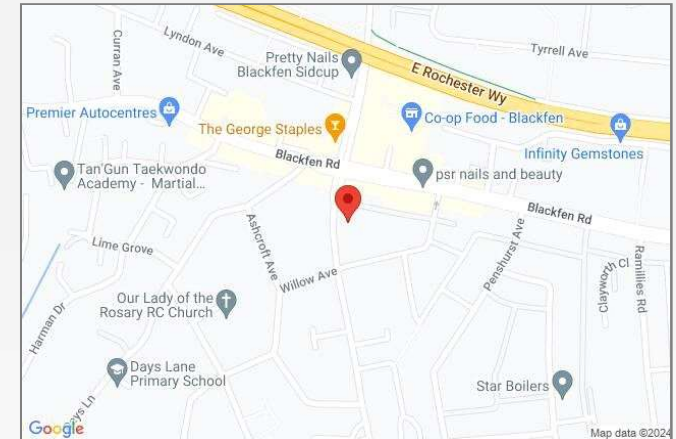 Curran Ave
Lyndon Ave
Pretty Nails
Blackfen Sidcup
Tyrrell Ave
E Rochester Wy
Premier Autocentres
The George Staples
Co-op Food - Blackfen
Infinity Gemstones
Blackfen Rd
Tan'Gun Taekwondo
Academy - Martial...
psr nails and beauty
Blackfen Rd
Lime Grove
Ashcroft Ave
Willow Ave
Penshurst Ave
Clayworth Cl
Ramillies Rd
Harman Dr
Our Lady of the
Rosary RC Church
Days Lane
Primary School
Star Boilers
Google
Map data ©2024